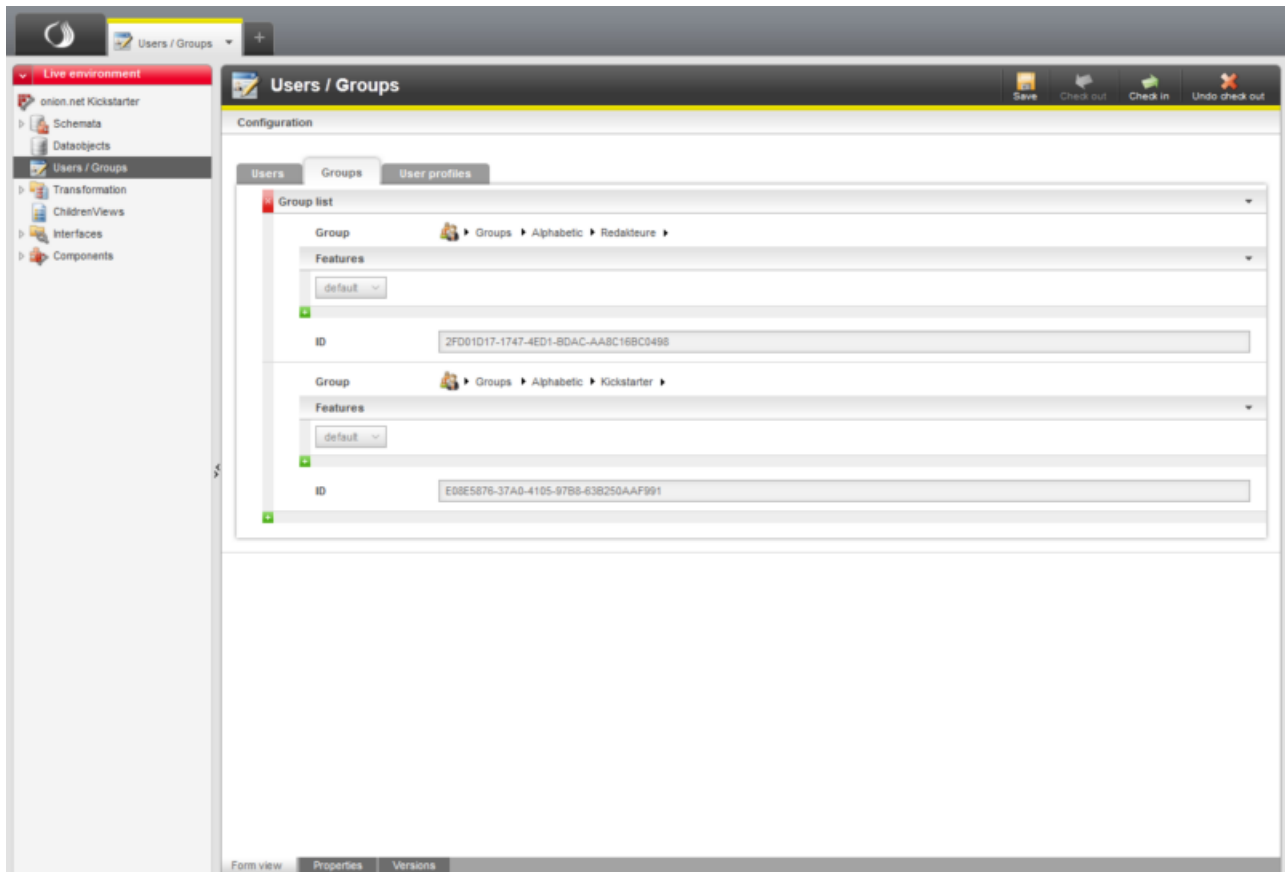 Users / Groups
+
Live environment
onion.net Kickstarter
Schemata
Dataobjects
Users / Groups
Transformation
ChildrenViews
Interfaces
Components
Users / Groups
Save
Check out
Check in
Undo check out
Configuration
Users
Groups
User profiles
Group list
Group
Groups
Alphabetic
Redakteure
Features
default
ID
2FD01D17-1747-4ED1-BDAC-AA8C16BC0498
Group
Groups
Alphabetic
Kickstarter
Features
default
ID
E08E5876-37A0-4105-97B8-63B250AAF991
Form view
Properties
Versions